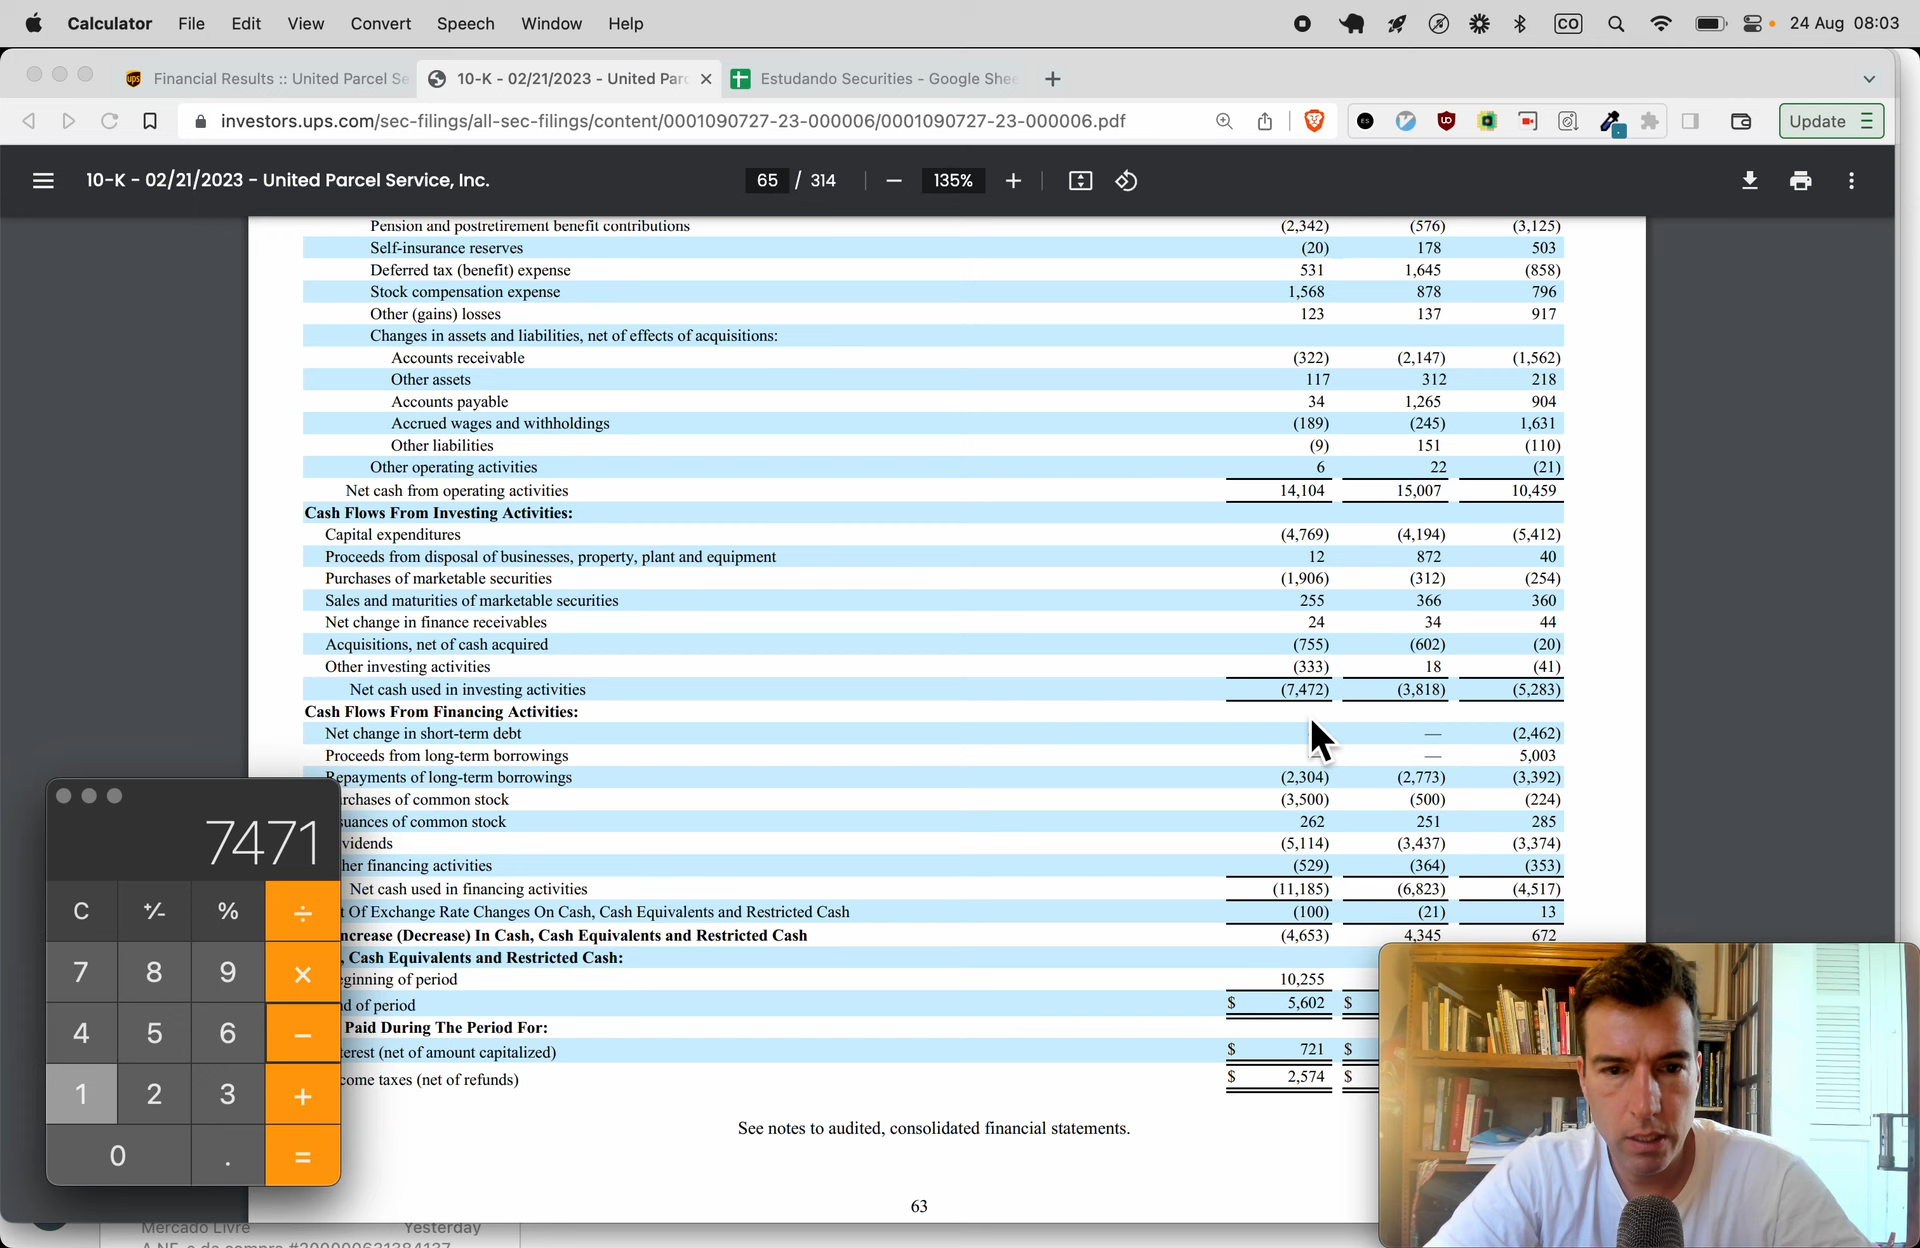 Calculator File Edit View Convert Speech Window Help CO 24 Aug 08:03
ups Financial Results :: United Parcel Se 10-K - 02/21/2023 - United Parc Estudando Securities - Google Shee
investors.ups.com/sec-filings/all-sec-filings/content/0001090727-23-000006/0001090727-23-000006.pdf Update
10-K - 02/21/2023 - United Parcel Service, Inc. 65 / 314 135%
Pension and postretirement benefit contributions (2,342) (576) (3,125)
Self-insurance reserves (20) 178 503
Deferred tax (benefit) expense 531 1,645 (858)
Stock compensation expense 1,568 878 796
Other (gains) losses 123 137 917
Changes in assets and liabilities, net of effects of acquisitions:
Accounts receivable (322) (2,147) (1,562)
Other assets 117 312 218
Accounts payable 34 1,265 904
Accrued wages and withholdings (189) (245) 1,631
Other liabilities (9) 151 (110)
Other operating activities 6 22 (21)
Net cash from operating activities 14,104 15,007 10,459
Cash Flows From Investing Activities:
Capital expenditures (4,769) (4,194) (5,412)
Proceeds from disposal of businesses, property, plant and equipment 12 872 40
Purchases of marketable securities (1,906) (312) (254)
Sales and maturities of marketable securities 255 366 360
Net change in finance receivables 24 34 44
Acquisitions, net of cash acquired (755) (602) (20)
Other investing activities (333) 18 (41)
Net cash used in investing activities (7,472) (3,818) (5,283)
Cash Flows From Financing Activities:
Net change in short-term debt — (2,462)
Proceeds from long-term borrowings — 5,003
Repayments of long-term borrowings (2,304) (2,773) (3,392)
rchases of common stock (3,500) (500) (224)
suances of common stock 262 251 285
vidends (5,114) (3,437) (3,374)
her financing activities (529) (364) (353)
Net cash used in financing activities (11,185) (6,823) (4,517)
t Of Exchange Rate Changes On Cash, Cash Equivalents and Restricted Cash (100) (21) 13
ncrease (Decrease) In Cash, Cash Equivalents and Restricted Cash (4,653) 4,345 672
, Cash Equivalents and Restricted Cash:
ginning of period 10,255
d of period $ 5,602 $
Paid During The Period For:
terest (net of amount capitalized) $ 721 $
come taxes (net of refunds) $ 2,574 $
See notes to audited, consolidated financial statements.
63
7471
C +/- % ÷
7 8 9 ×
4 5 6 −
1 2 3 +
0 . =
Mercado Livre Yesterday